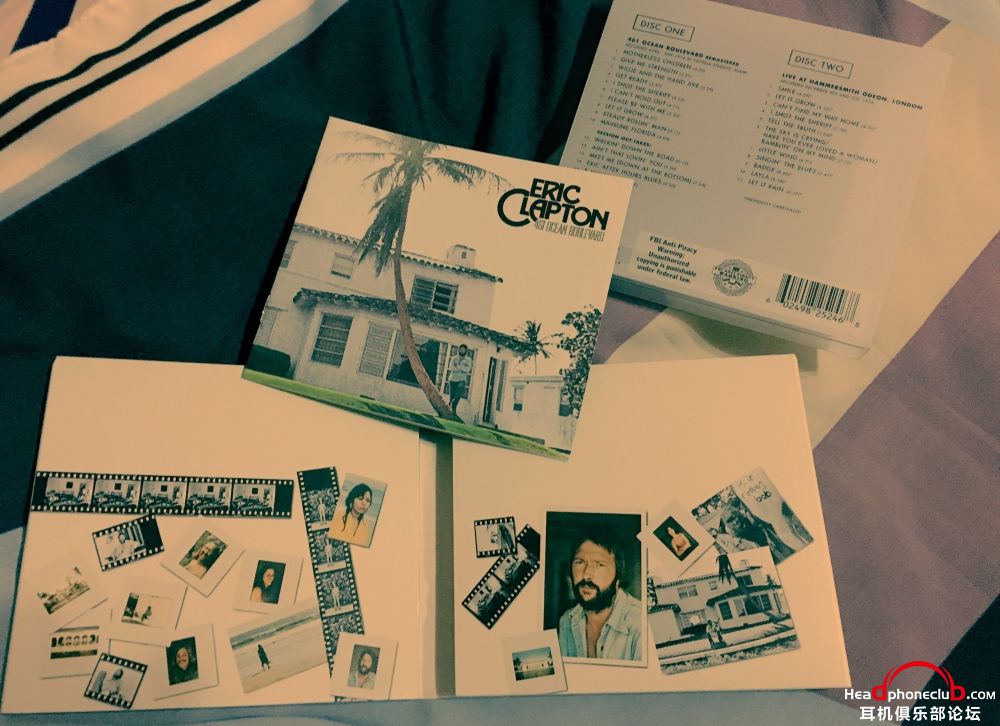 DISC ONE
461 OCEAN BOULEVARD REMASTERED
MOTHERLESS CHILDREN
GIVE ME STRENGTH
WILLIE AND THE HAND JIVE
GET READY
I SHOT THE SHERIFF
I CAN'T HOLD OUT
PLEASE BE WITH ME
LET IT GROW
STEADY ROLLIN' MAN
MAINLINE FLORIDA
SESSION OUT-TAKES:
WALKIN' DOWN THE ROAD
AIN'T THAT LOVIN' YOU
MEET ME (DOWN AT THE BOTTOM)
ERIC AFTER HOURS BLUES
DISC TWO
LIVE AT HAMMERSMITH ODEON, LONDON
SMILE
LET IT GROW
CAN'T FIND MY WAY HOME
I SHOT THE SHERIFF
TELL THE TRUTH
THE SKY IS CRYING/
HAVE YOU EVER LOVED A WOMAN/
RAMBLIN' ON MY MIND
LITTLE WING
SINGIN' THE BLUES
BADGE
LAYLA
LET IT RAIN
*PREVIOUSLY UNRELEASED
FBI Anti-Piracy
Warning:
Unauthorized
copying is punishable
under federal law.
6 02498 25246 8
ERIC
CLAPTON
461 OCEAN BOULEVARD
HeadphoneclUb.com
耳机俱乐部论坛